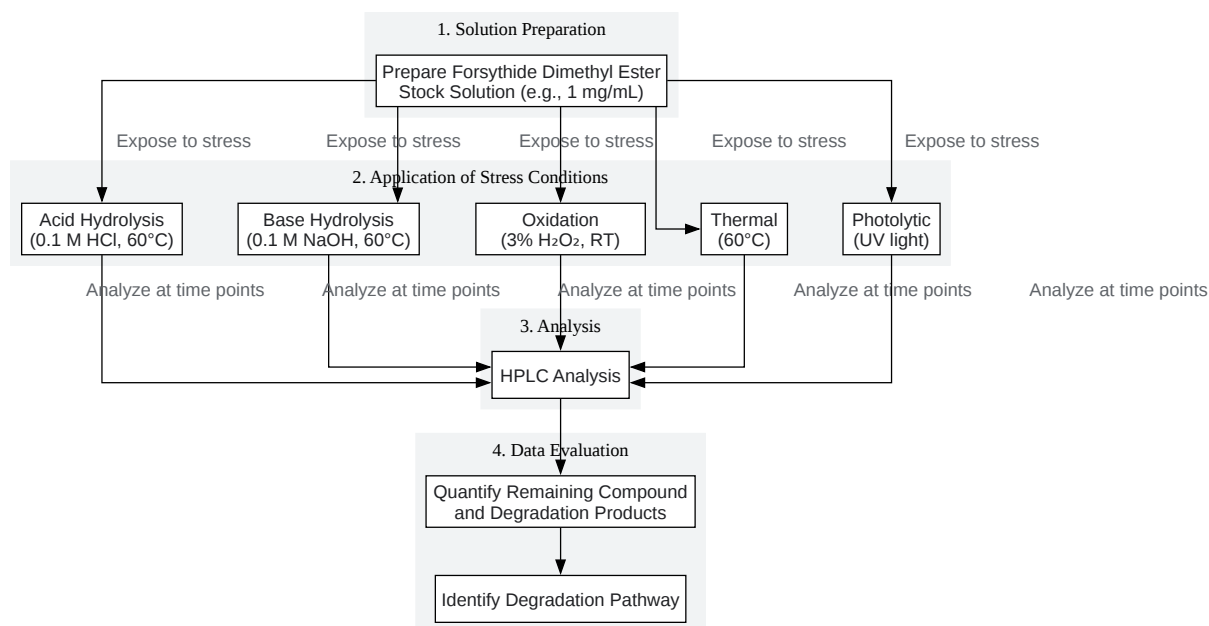 1. Solution Preparation
Prepare Forsythide Dimethyl Ester
Stock Solution (e.g., 1 mg/mL)
Expose to stress
Expose to stress
Expose to stress
Expose to stress
Expose to stress
2. Application of Stress Conditions
Acid Hydrolysis
(0.1 M HCl, 60°C)
Base Hydrolysis
(0.1 M NaOH, 60°C)
Oxidation
(3% H₂O₂, RT)
Thermal
(60°C)
Photolytic
(UV light)
Analyze at time points
Analyze at time points
Analyze at time points
Analyze at time points
Analyze at time points
3. Analysis
HPLC Analysis
4. Data Evaluation
Quantify Remaining Compound
and Degradation Products
Identify Degradation Pathway